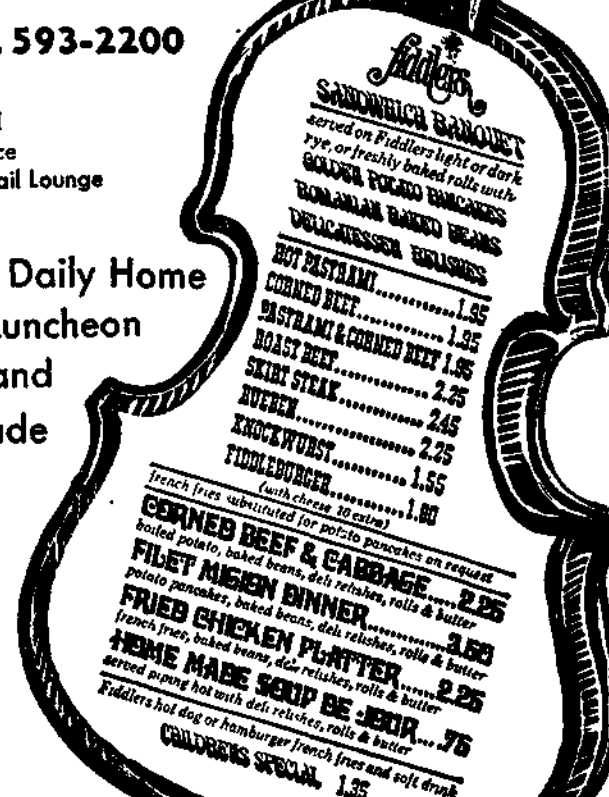 593-2200
ail Lounge
Daily Home
uncheon
and
ade
fiddlers
SANDWHICH BANQUET
served on Fiddlers light or dark
rye, or freshly baked rolls with
GOLDEN POTATO PANCAKES
ROMANIAN BAKED BEANS
DELICATESSEN RELISHES
HOT PASTRAMI............1.95
CORNED BEEF............1.95
PASTRAMI & CORNED BEEF 1.95
ROAST BEEF............2.25
SKIRT STEAK............2.45
RUEBEN............2.25
KNOCKWURST............1.55
FIDDLEBURGER............1.80
(with cheese 10 extra)
french fries substituted for potato pancakes on request
CORNED BEEF & CABBAGE.....2.25
boiled potato, baked beans, deli relishes, rolls & butter
FILET MIGION DINNER............3.50
potato pancakes, baked beans, deli relishes, rolls & butter
FRIED CHICKEN PLATTER......2.25
french fries, baked beans, deli relishes, rolls & butter
HOME MADE SOUP DE JOUR....75
served piping hot with deli relishes, rolls & butter
Fiddlers hot dog or hamburger french fries and soft drink
CHILDRENS SPECIAL 1.35